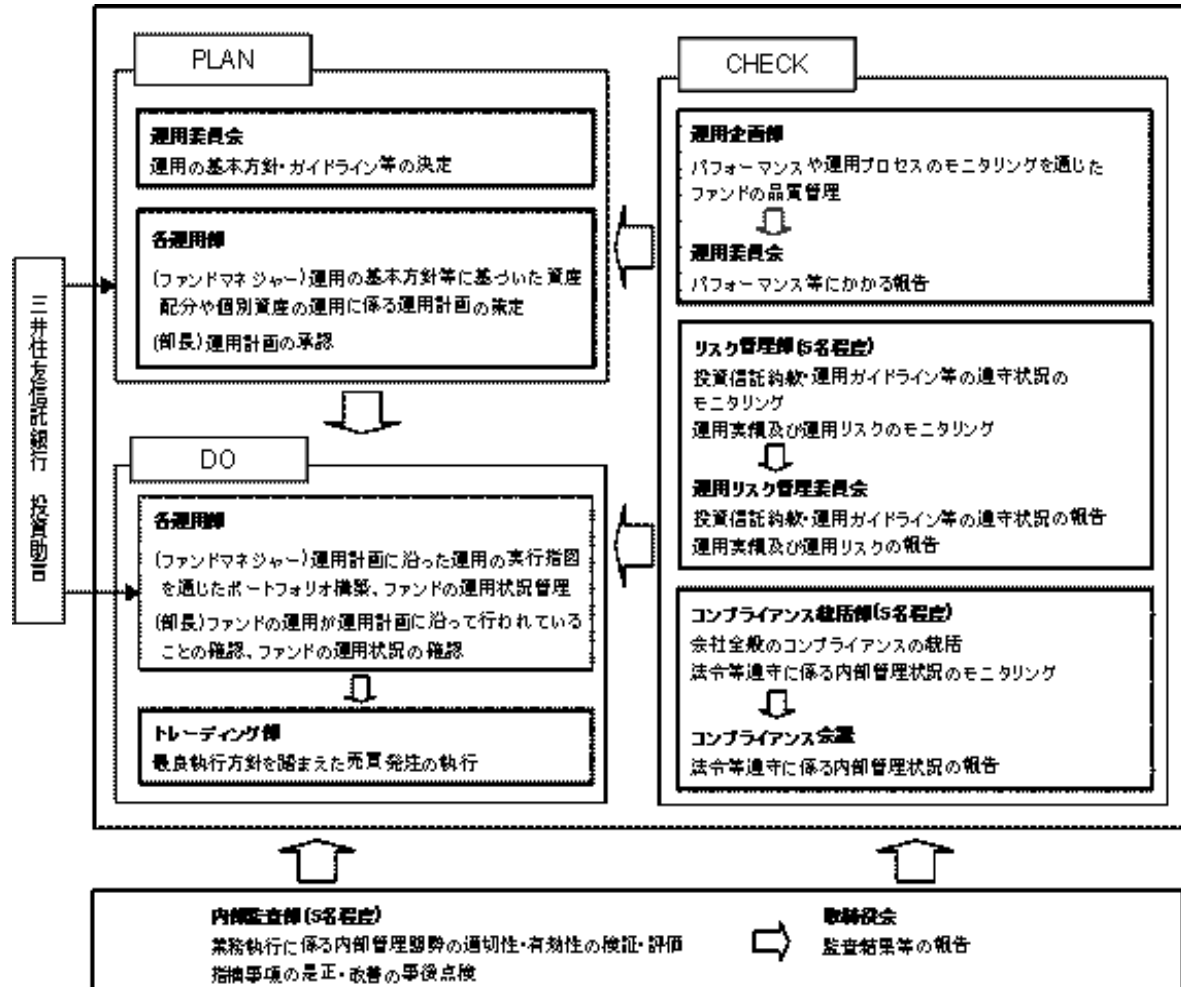 PLAN
運用委員会
運用の基本方針・ガイドライン等の決定
各運用部
(ファンドマネジャー)運用の基本方針等に基づいた資産
配分や個別資産の運用に係る運用計画の策定
(部長)運用計画の承認
DO
各運用部
(ファンドマネジャー)運用計画に沿った運用の実行指図
を通じたポートフォリオ構築、ファンドの運用状況管理
(部長)ファンドの運用が運用計画に沿って行われている
ことの確認、ファンドの運用状況の確認
トレーディング部
最良執行方針を踏まえた売買発注の執行
三井住友信託銀行 投資助言
CHECK
運用企画部
パフォーマンスや運用プロセスのモニタリングを通じた
ファンドの品質管理
運用委員会
パフォーマンス等にかかる報告
リスク管理部(5名程度)
投資信託約款・運用ガイドライン等の遵守状況の
モニタリング
運用実績及び運用リスクのモニタリング
運用リスク管理委員会
投資信託約款・運用ガイドライン等の遵守状況の報告
運用実績及び運用リスクの報告
コンプライアンス統括部(5名程度)
会社全般のコンプライアンスの統括
法令等遵守に係る内部管理状況のモニタリング
コンプライアンス会議
法令等遵守に係る内部管理状況の報告
内部監査部(5名程度)
業務執行に係る内部管理態勢の適切性・有効性の検証・評価
指摘事項の是正・改善の事後点検
取締役会
監査結果等の報告